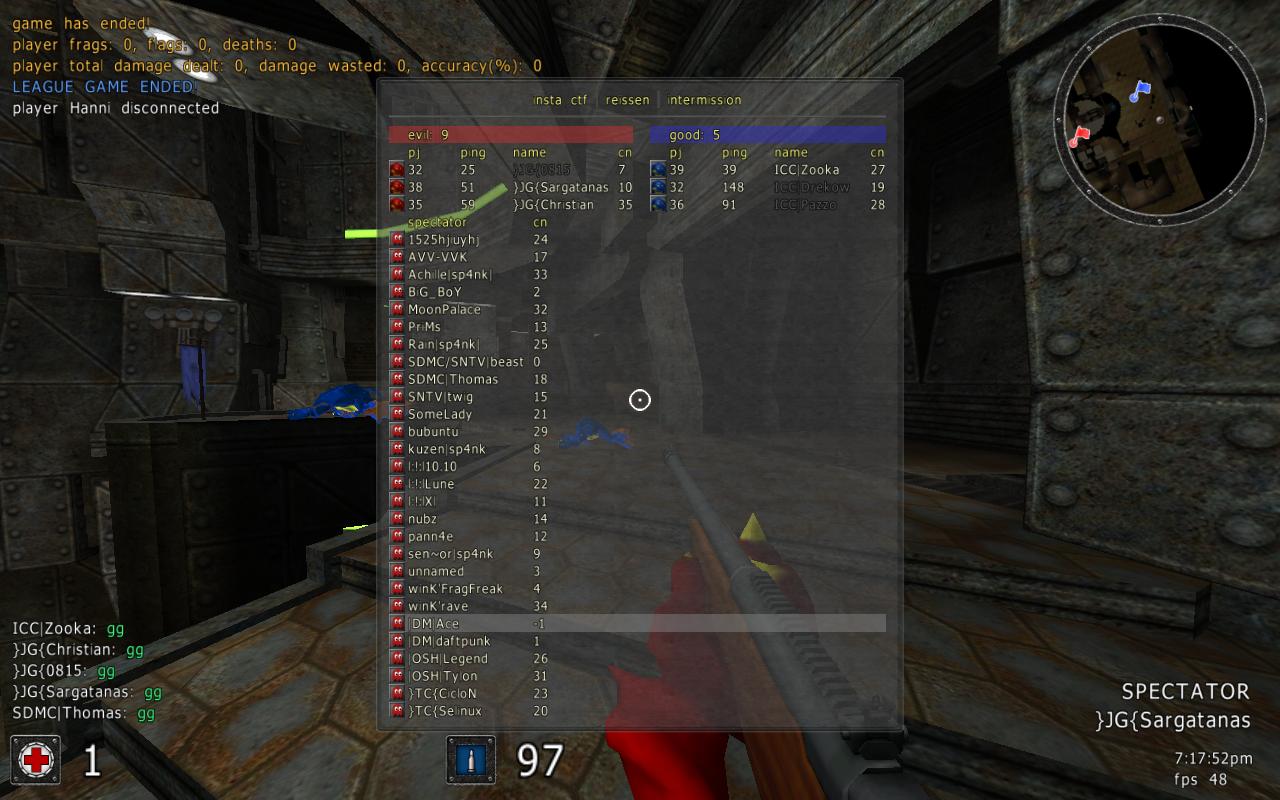 game has ended!
player frags: 0, flags: 0, deaths: 0
player total damage dealt: 0, damage wasted: 0, accuracy(%): 0
LEAGUE GAME ENDED!
player Hanni disconnected
insta ctf | reissen | intermission
evil: 9 good: 5
pj ping name cn pj ping name cn
32 25 }JG{0815 7 39 39 ICC|Zooka 27
38 51 }JG{Sargatanas 10 32 148 ICC|Drekow 19
35 59 }JG{Christian 35 36 91 ICC|Pazzo 28
spectator cn
1525hjuyhj 24
AVV-VVK 17
Achille|sp4nk| 33
BiG_BoY 2
MoonPalace 32
PriMs 13
Rain|sp4nk| 25
SDMC/SNTV|beast 0
SDMC|Thomas 18
SNTV|twig 15
SomeLady 21
bubuntu 29
kuzen|sp4nk 8
|:!:|10.10 6
|:!:|Lune 22
|:!:|X| 11
nubz 14
pann4e 12
sen~or|sp4nk 9
unnamed 3
winK'FragFreak 4
winK'rave 34
|DM|Ace -1
|DM|daftpunk 1
|OSH|Legend 26
|OSH|Tylon 31
}TC{CicloN 23
}TC{Selinux 20
ICC|Zooka: gg
}JG{Christian: gg
}JG{0815: gg
}JG{Sargatanas: gg
SDMC|Thomas: gg
1
97
SPECTATOR
}JG{Sargatanas
7:17:52pm
fps 48